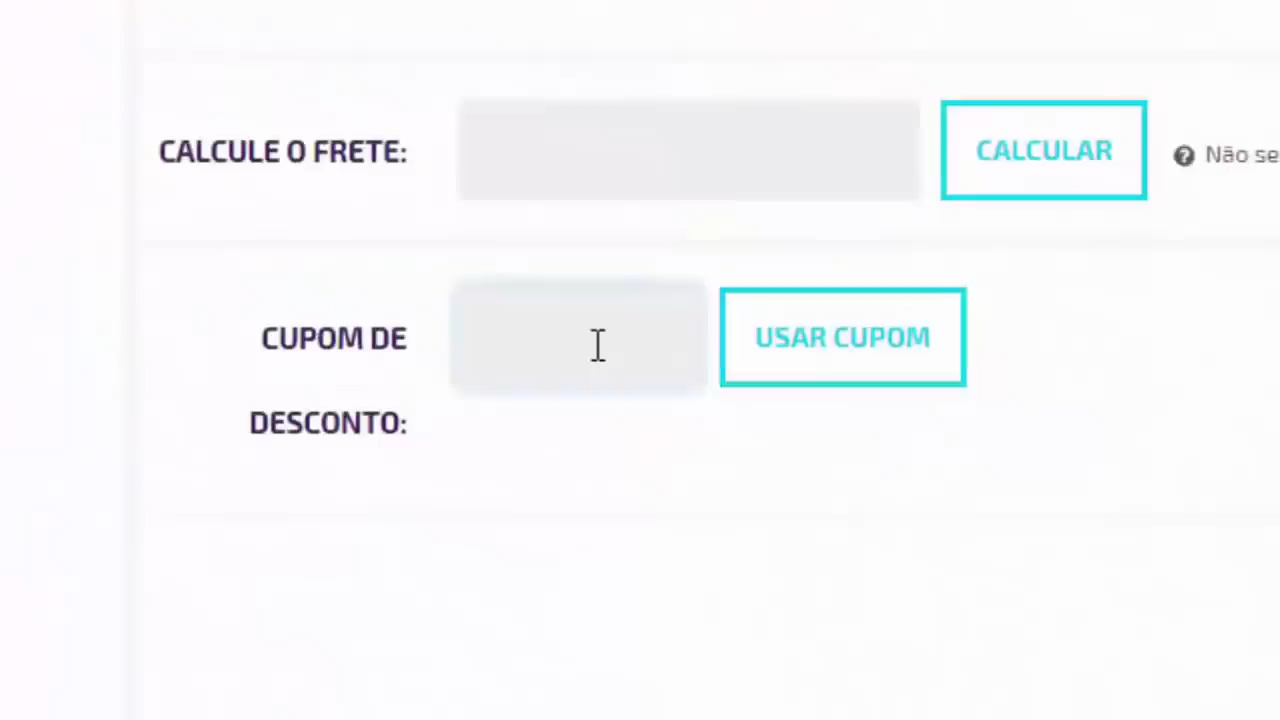 CALCULE O FRETE:
CALCULAR
Não se
CUPOM DE
DESCONTO:
USAR CUPOM